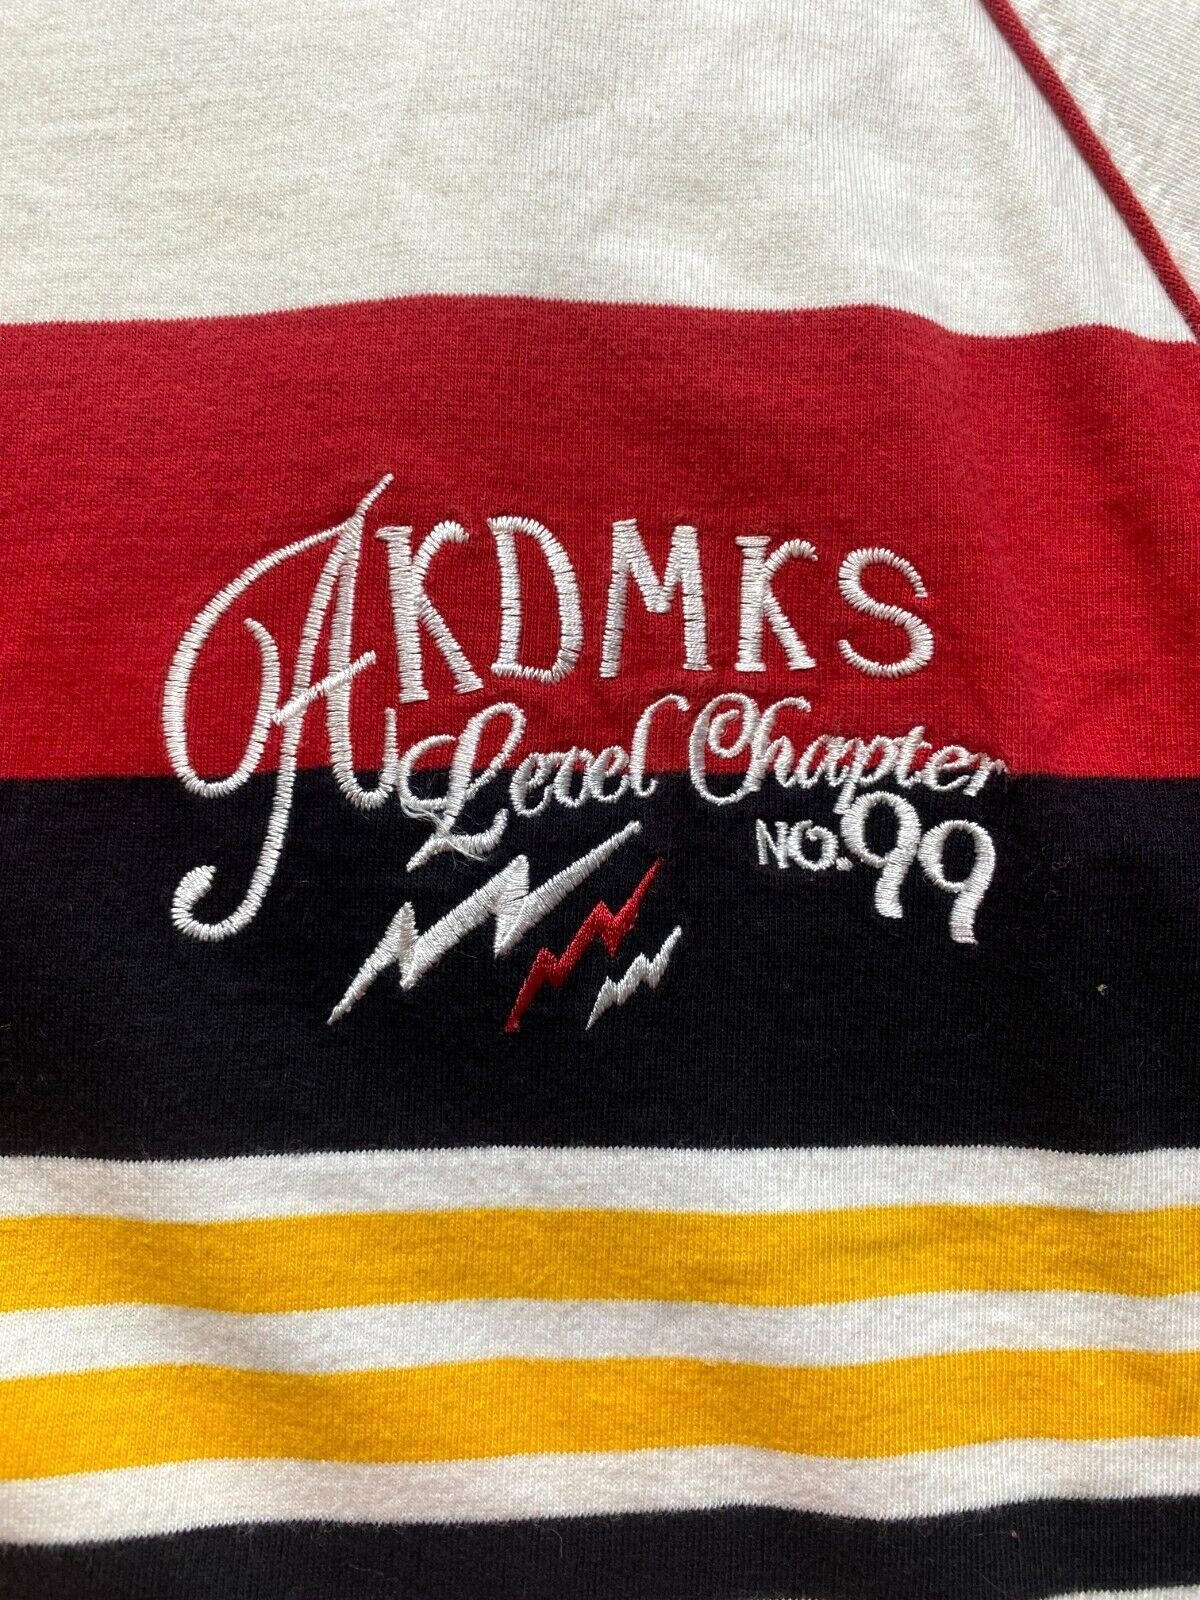 AKDMKS
Level Chapter
NO. 99